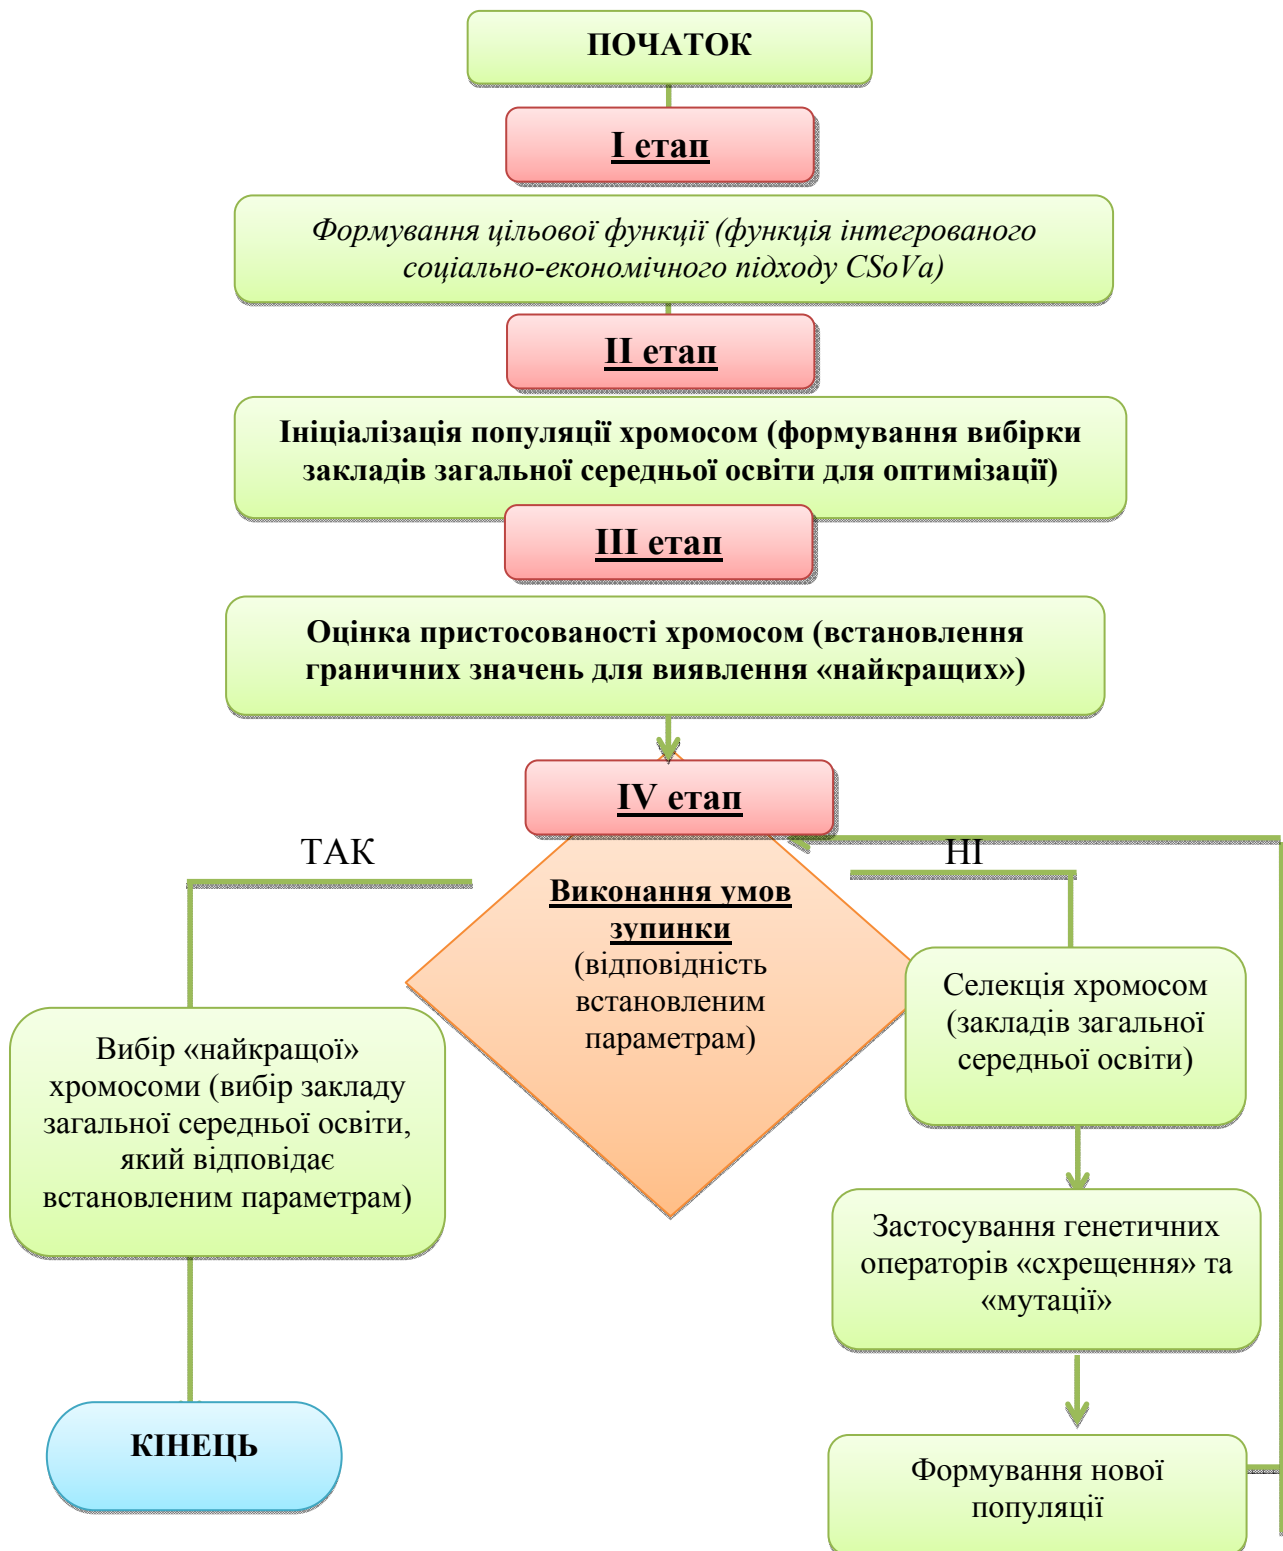 ПОЧАТОК
І етап
Формування цільової функції (функція інтегрованого
соціально-економічного підходу CSoVa)
ІІ етап
Ініціалізація популяції хромосом (формування вибірки
закладів загальної середньої освіти для оптимізації)
ІІІ етап
Оцінка пристосованості хромосом (встановлення
граничних значень для виявлення «найкращих»)
IV етап
ТАК
НІ
Виконання умов
зупинки
(відповідність
встановленим
параметрам)
Вибір «найкращої»
хромосоми (вибір закладу
загальної середньої освіти,
який відповідає
встановленим параметрам)
КІНЕЦЬ
Селекція хромосом
(закладів загальної
середньої освіти)
Застосування генетичних
операторів «схрещення» та
«мутації»
Формування нової
популяції